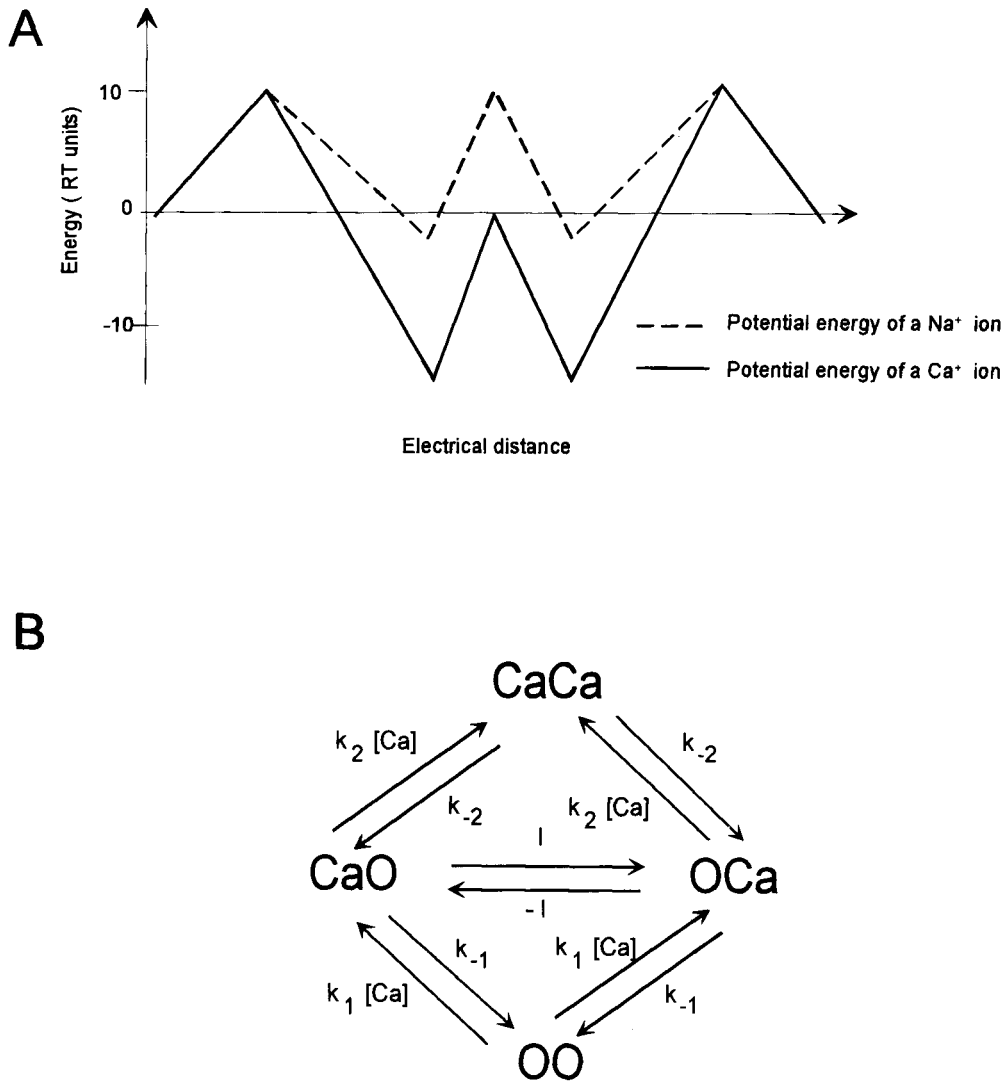 A
Energy ( RT units)
10
0
-10
Potential energy of a Na⁺ ion
Potential energy of a Ca⁺ ion
Electrical distance
B
CaCa
k₂ [Ca]
k₋₂
k₋₂
k₂ [Ca]
CaO
l
- l
OCa
k₋₁
k₁ [Ca]
k₁ [Ca]
k₋₁
OO